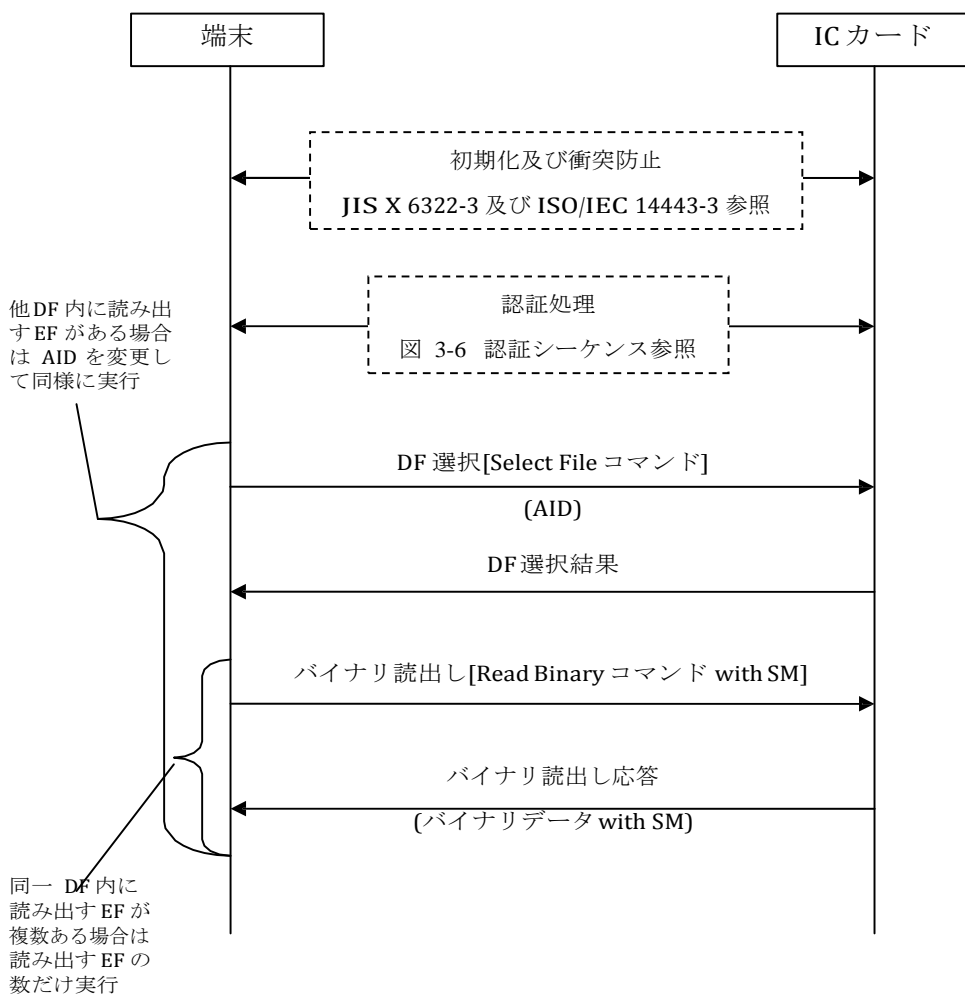 端末
ICカード
初期化及び衝突防止
JIS X 6322-3 及び ISO/IEC 14443-3 参照
認証処理
図 3-6 認証シーケンス参照
他DF内に読み出
すEFがある場合
は AID を変更し
て同様に実行
DF 選択[Select File コマンド]
(AID)
DF選択結果
バイナリ読出し[Read Binary コマンド with SM]
バイナリ読出し応答
(バイナリデータ with SM)
同一 DF内に
読み出すEFが
複数ある場合は
読み出すEFの
数だけ実行